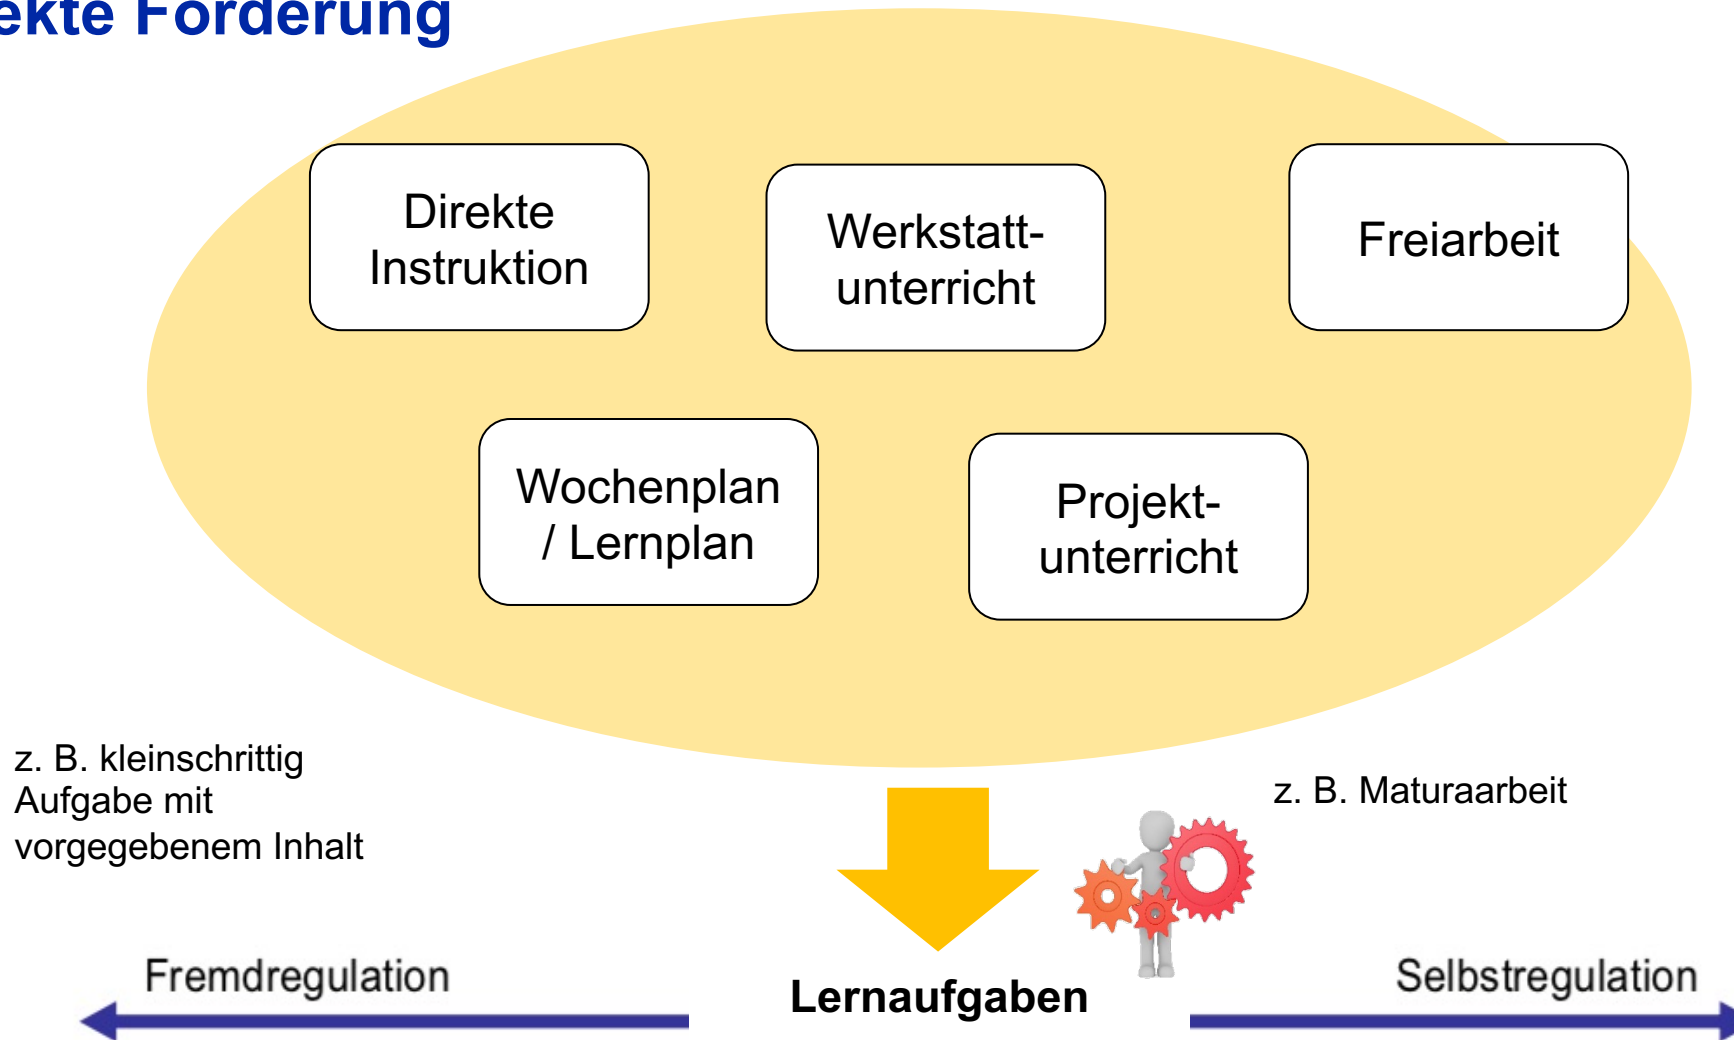 ekte Förderung
Direkte
Instruktion
Werkstatt-
unterricht
Freiarbeit
Wochenplan
/ Lernplan
Projekt-
unterricht
z. B. kleinschrittig
Aufgabe mit
vorgegebenem Inhalt
z. B. Maturaarbeit
Fremdregulation
Lernaufgaben
Selbstregulation